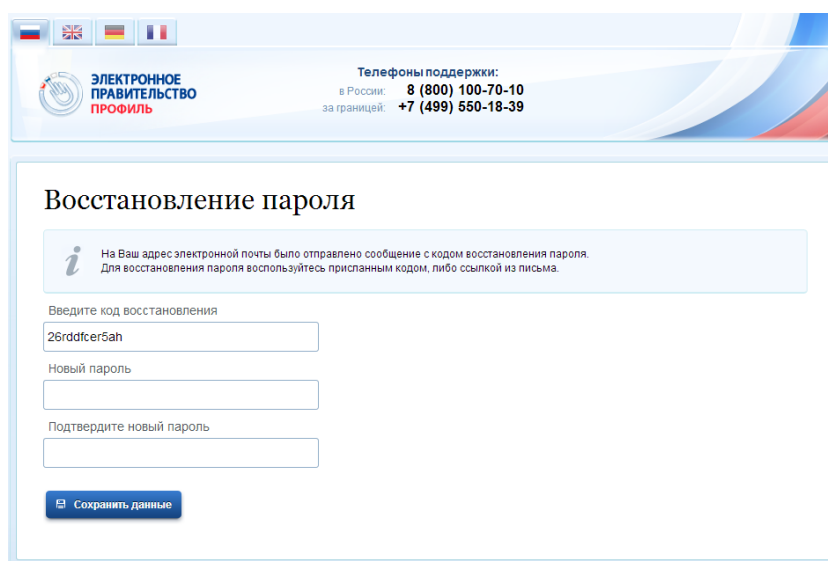 ЭЛЕКТРОННОЕ
ПРАВИТЕЛЬСТВО
ПРОФИЛЬ
Телефоны поддержки:
в России: 8 (800) 100-70-10
за границей: +7 (499) 550-18-39
Восстановление пароля
На Ваш адрес электронной почты было отправлено сообщение с кодом восстановления пароля.
Для восстановления пароля воспользуйтесь присланным кодом, либо ссылкой из письма.
Введите код восстановления
26rddfcer5ah
Новый пароль
Подтвердите новый пароль
Сохранить данные